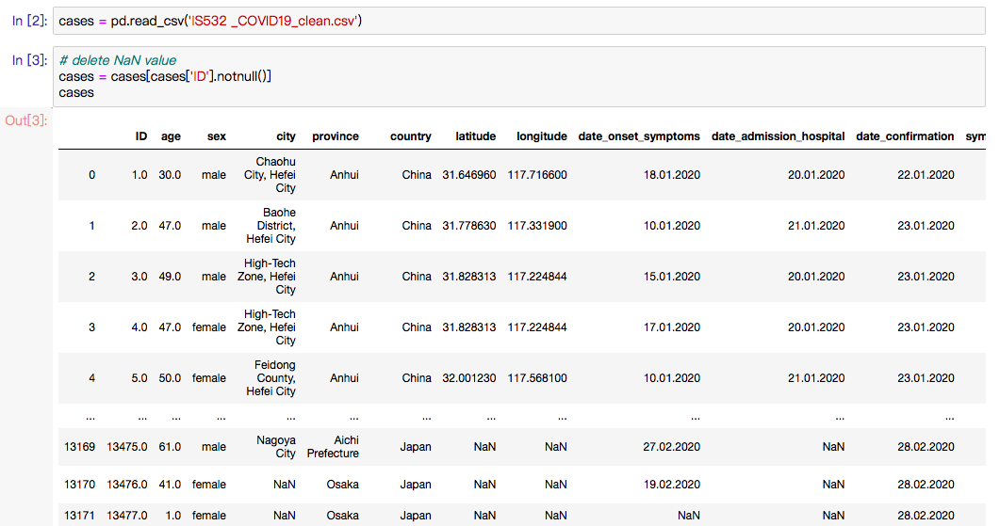 In [2]: cases = pd.read_csv('IS532 _COVID19_clean.csv')
In [3]: # delete NaN value
cases = cases[cases['ID'].notnull()]
cases
Out[3]:
ID age sex city province country latitude longitude date_onset_symptoms date_admission_hospital date_confirmation sym
0 1.0 30.0 male Chaohu City, Hefei City Anhui China 31.646960 117.716600 18.01.2020 20.01.2020 22.01.2020
1 2.0 47.0 male Baohe District, Hefei City Anhui China 31.778630 117.331900 10.01.2020 21.01.2020 23.01.2020
2 3.0 49.0 male High-Tech Zone, Hefei City Anhui China 31.828313 117.224844 15.01.2020 20.01.2020 23.01.2020
3 4.0 47.0 female High-Tech Zone, Hefei City Anhui China 31.828313 117.224844 17.01.2020 20.01.2020 23.01.2020
4 5.0 50.0 female Feidong County, Hefei City Anhui China 32.001230 117.568100 10.01.2020 21.01.2020 23.01.2020
... ... ... ... ... ... ... ... ... ... ... ...
13169 13475.0 61.0 male Nagoya City Aichi Prefecture Japan NaN NaN 27.02.2020 NaN 28.02.2020
13170 13476.0 41.0 female NaN Osaka Japan NaN NaN 19.02.2020 NaN 28.02.2020
13171 13477.0 1.0 female NaN Osaka Japan NaN NaN NaN NaN 28.02.2020